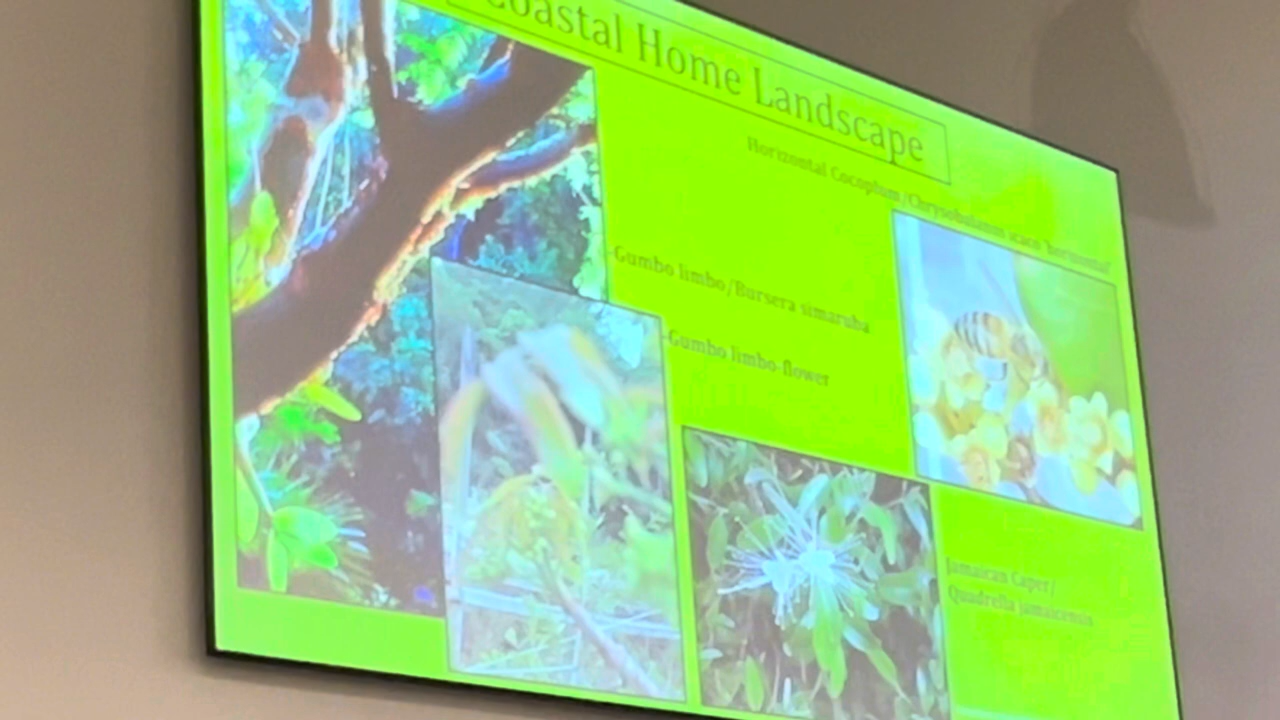 Coastal Home Landscape
Horizontal Cocoplum/Chrysobalanus icaco 'horizontal'
-Gumbo limbo/Bursera simaruba
-Gumbo limbo-flower
Jamaican Caper/
Quadrella jamaicensis